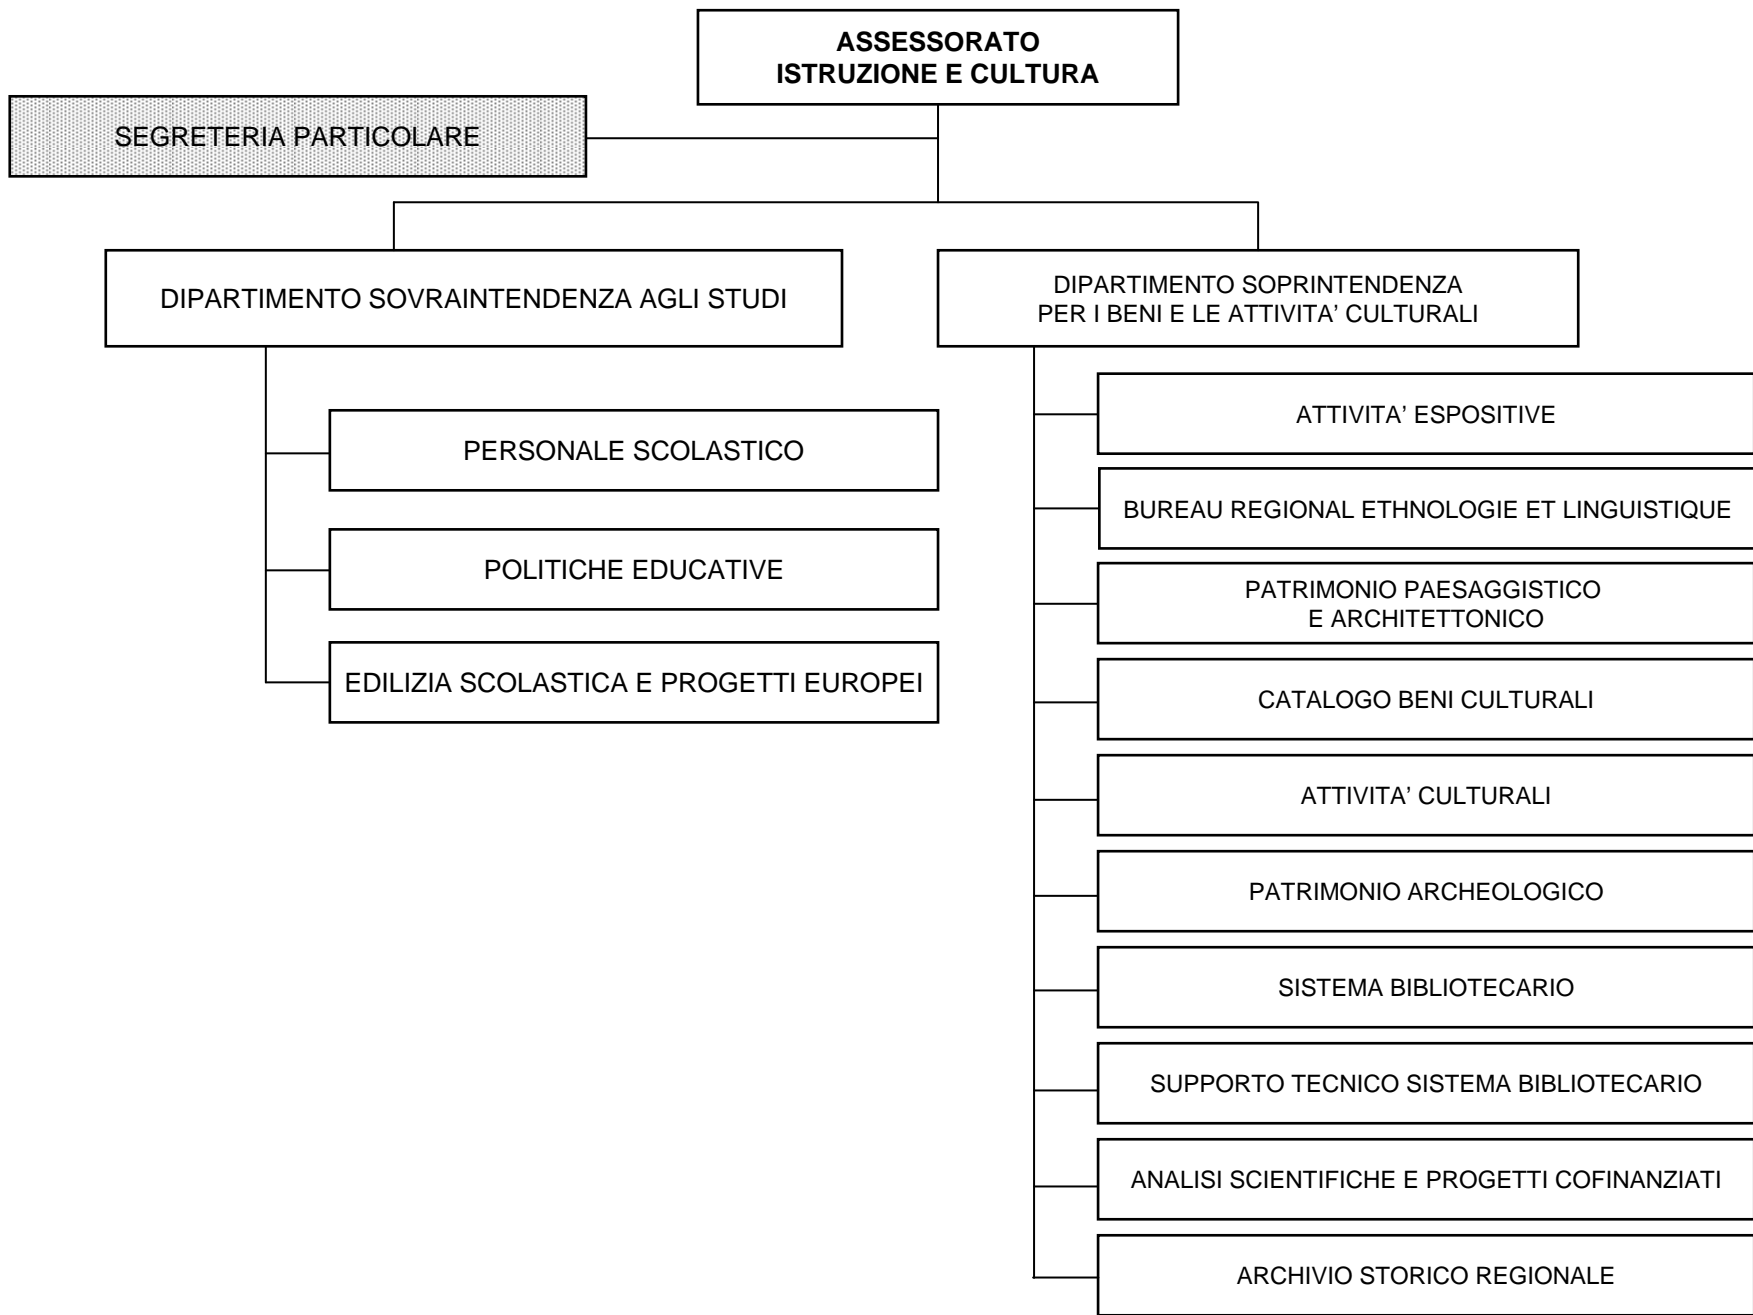 ASSESSORATO
ISTRUZIONE E CULTURA
SEGRETERIA PARTICOLARE
DIPARTIMENTO SOVRAINTENDENZA AGLI STUDI
PERSONALE SCOLASTICO
POLITICHE EDUCATIVE
EDILIZIA SCOLASTICA E PROGETTI EUROPEI
DIPARTIMENTO SOPRINTENDENZA
PER I BENI E LE ATTIVITA’ CULTURALI
ATTIVITA’ ESPOSITIVE
BUREAU REGIONAL ETHNOLOGIE ET LINGUISTIQUE
PATRIMONIO PAESAGGISTICO
E ARCHITETTONICO
CATALOGO BENI CULTURALI
ATTIVITA’ CULTURALI
PATRIMONIO ARCHEOLOGICO
SISTEMA BIBLIOTECARIO
SUPPORTO TECNICO SISTEMA BIBLIOTECARIO
ANALISI SCIENTIFICHE E PROGETTI COFINANZIATI
ARCHIVIO STORICO REGIONALE